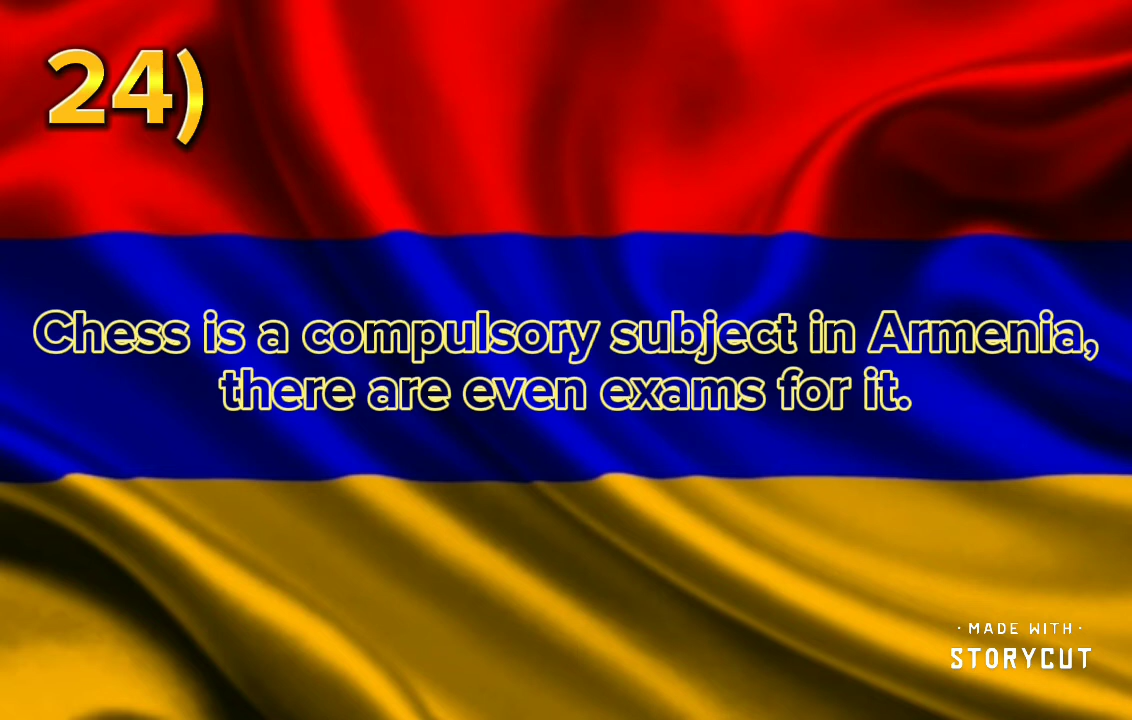 24)
Chess is a compulsory subject in Armenia,
there are even exams for it.
· MADE WITH ·
STORYCUT